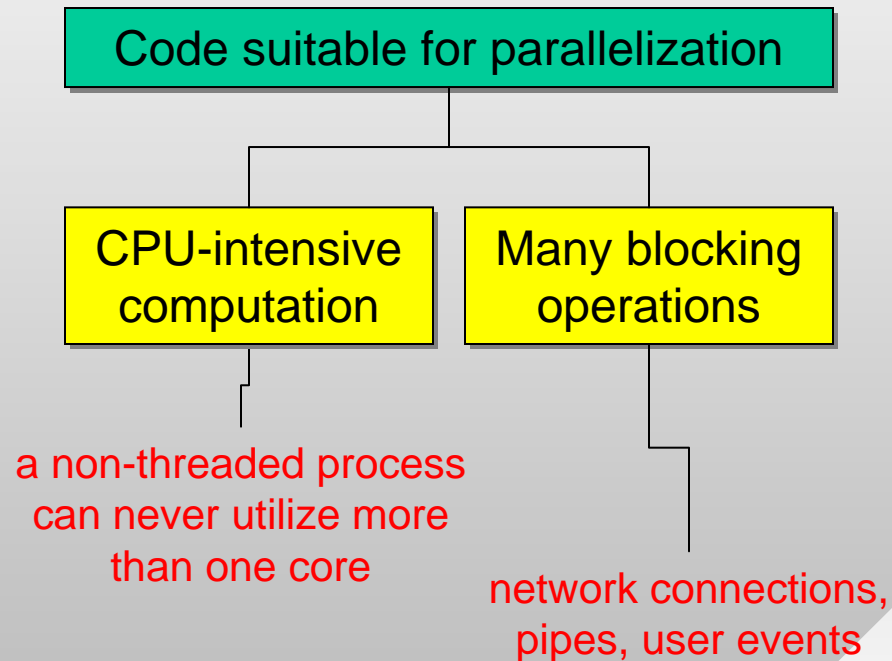 Code suitable for parallelization
CPU-intensive
computation
Many blocking
operations
a non-threaded process
can never utilize more
than one core
network connections,
pipes, user events